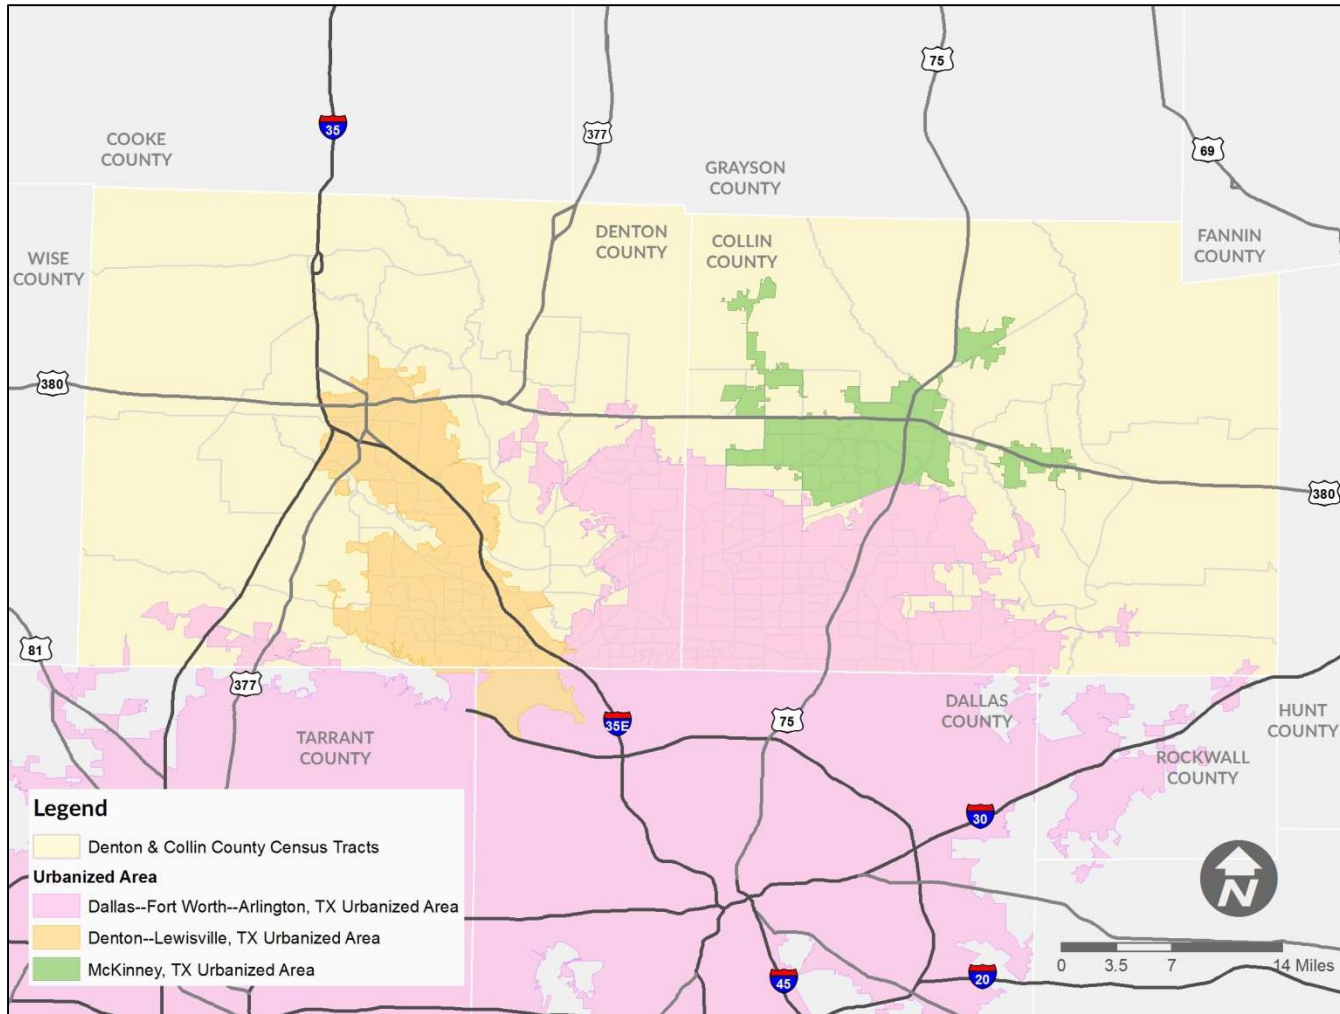 75
35
377
COOKE
COUNTY
69
GRAYSON
COUNTY
DENTON
COUNTY
COLLIN
COUNTY
FANNIN
COUNTY
WISE
COUNTY
380
380
81
377
35E
75
DALLAS
COUNTY
HUNT
COUNTY
TARRANT
COUNTY
ROCKWALL
COUNTY
30
45
20
Legend
Denton & Collin County Census Tracts
Urbanized Area
Dallas--Fort Worth--Arlington, TX Urbanized Area
Denton--Lewisville, TX Urbanized Area
McKinney, TX Urbanized Area
N
0 3.5 7 14 Miles